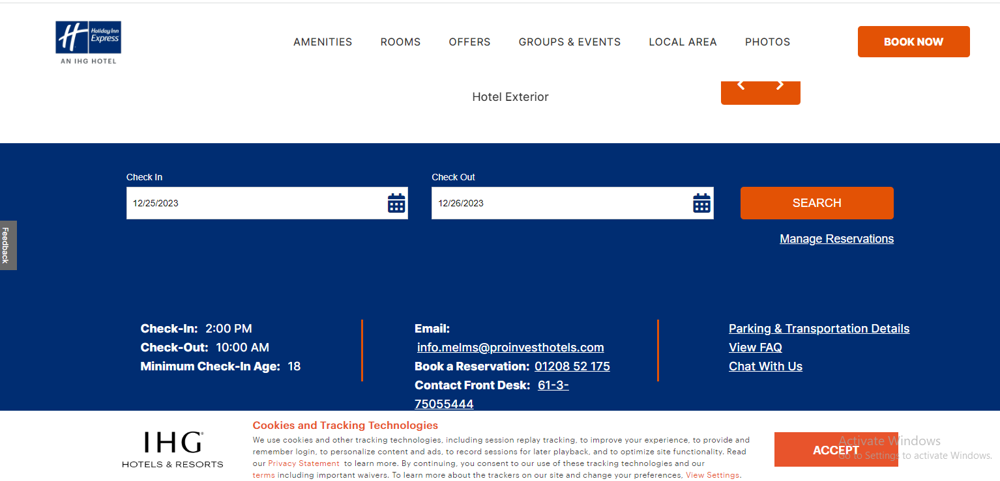 Holiday Inn
Express
AN IHG HOTEL
AMENITIES
ROOMS
OFFERS
GROUPS & EVENTS
LOCAL AREA
PHOTOS
BOOK NOW
Hotel Exterior
Check In
Check Out
12/25/2023
12/26/2023
SEARCH
Manage Reservations
Feedback
Check-In: 2:00 PM
Check-Out: 10:00 AM
Minimum Check-In Age: 18
Email:
info.melms@proinvesthotels.com
Book a Reservation: 01208 52 175
Contact Front Desk: 61-3-
75055444
Parking & Transportation Details
View FAQ
Chat With Us
IHG®
HOTELS & RESORTS
Cookies and Tracking Technologies
We use cookies and other tracking technologies, including session replay tracking, to improve your experience, to provide and
remember login, to personalize content and ads, to record sessions for later playback, and to optimize site functionality. Read
our Privacy Statement to learn more. By continuing, you consent to our use of these tracking technologies and our
terms including important waivers. To learn more about the trackers on our site and change your preferences, View Settings.
ACCEPT
Activate Windows
Go to Settings to activate Windows.